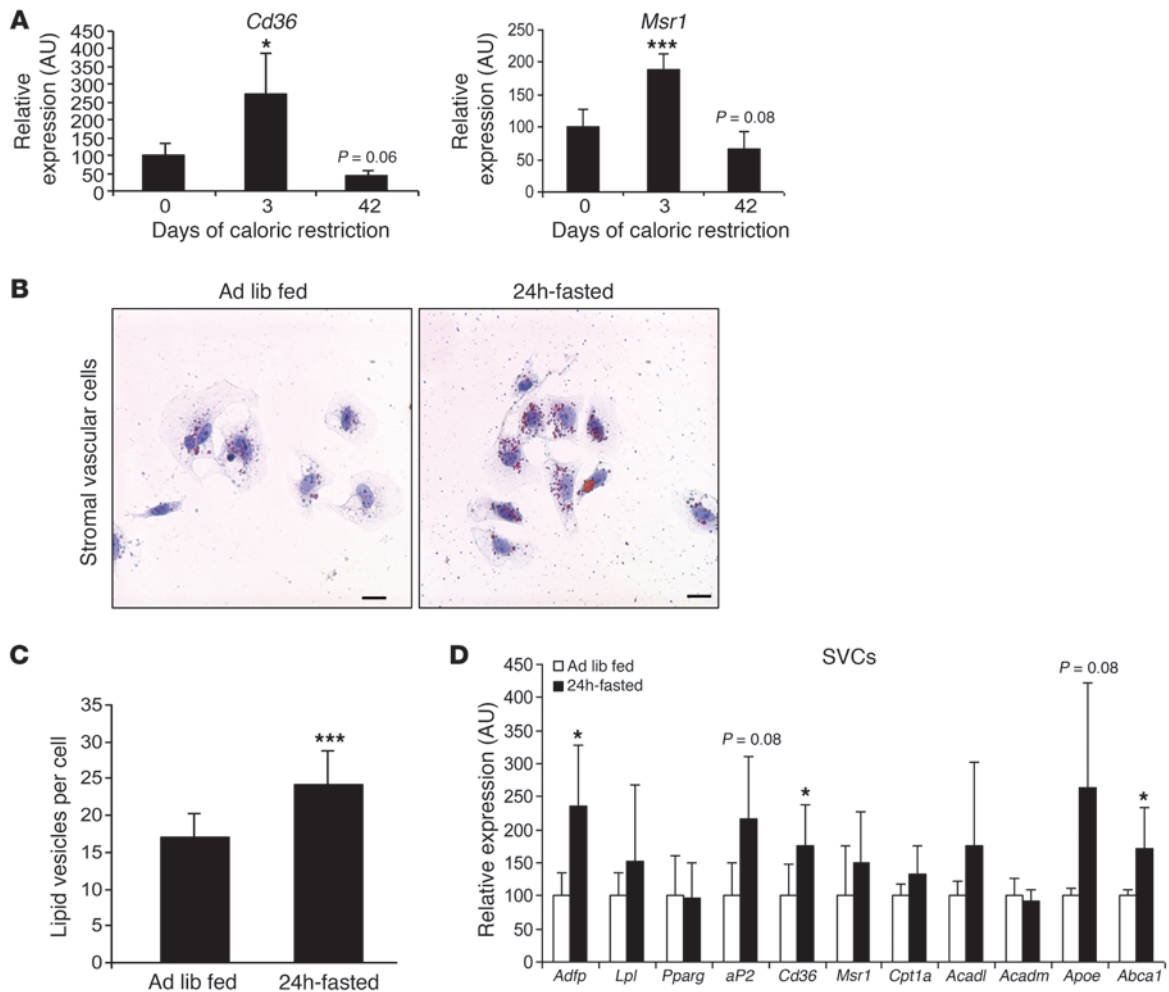 A
Cd36
Relative
expression (AU)
450
400
350
300
250
200
150
100
50
0
*
P = 0.06
0 3 42
Days of caloric restriction
Msr1
Relative
expression (AU)
250
200
150
100
50
0
***
P = 0.08
0 3 42
Days of caloric restriction
B
Ad lib fed
24h-fasted
Stromal vascular cells
C
Lipid vesicles per cell
35
30
25
20
15
10
5
0
***
Ad lib fed 24h-fasted
D
SVCs
Ad lib fed
24h-fasted
Relative expression (AU)
450
400
350
300
250
200
150
100
50
0
*
P = 0.08
*
P = 0.08
*
Adfp Lpl Pparg aP2 Cd36 Msr1 Cpt1a Acadl Acadm Apoe Abca1